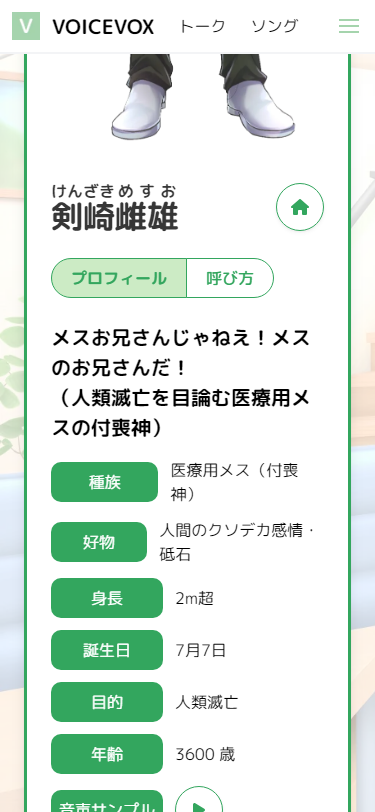 V VOICEVOX トーク ソング
けんざきめすお
剣崎雌雄
プロフィール 呼び方
メスお兄さんじゃねえ！メス
のお兄さんだ！
（人類滅亡を目論む医療用メ
スの付喪神）
種族 医療用メス（付喪
神）
好物 人間のクソデカ感情・
砥石
身長 2m超
誕生日 7月7日
目的 人類滅亡
年齢 3600 歳
音声サンプル